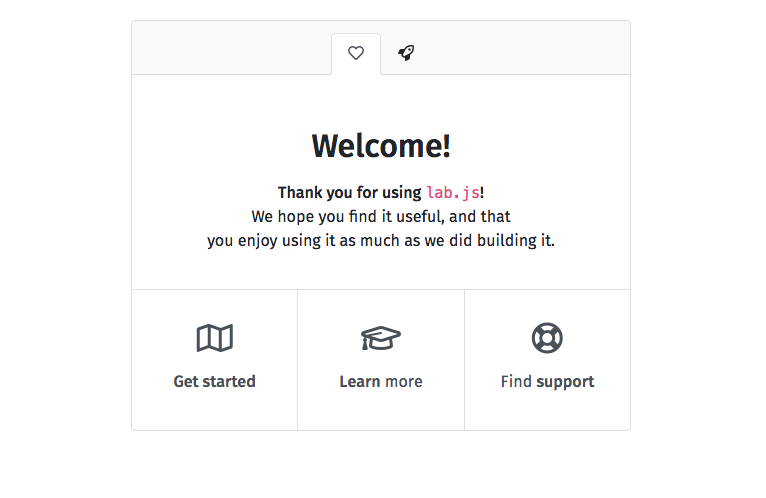 Welcome!
Thank you for using lab.js!
We hope you find it useful, and that
you enjoy using it as much as we did building it.
Get started
Learn more
Find support